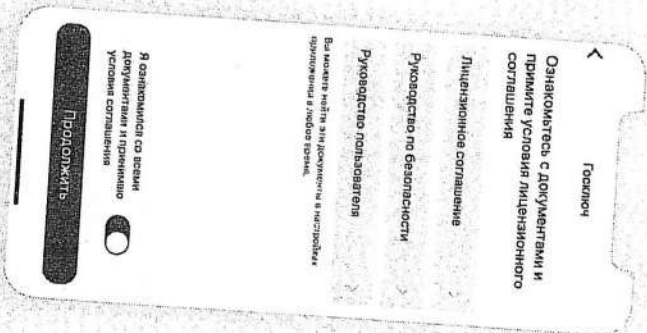 Госключ
Ознакомьтесь с документами и
примите условия лицензионного
соглашения
Лицензионное соглашение
Руководство по безопасности
Руководство пользователя
Вы можете найти эти документы в настройках
приложения в любое время.
Я ознакомился со всеми
документами и принимаю
условия соглашения
Продолжить